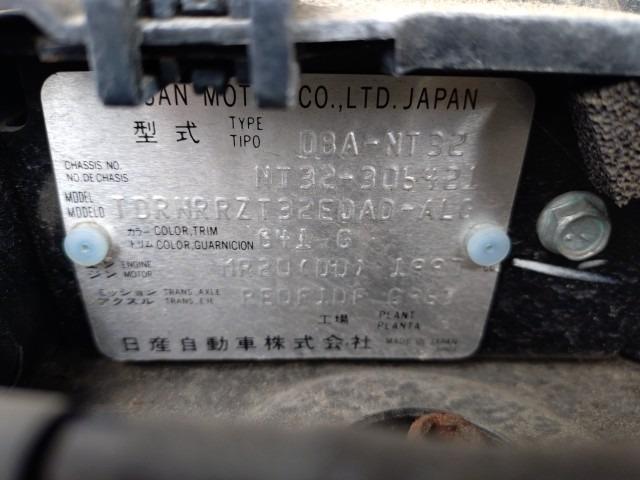 SAN MOT CO.,LTD. JAPAN
型式 TYPE TIPO DBA-NT32
CHASSIS NO. NO. DE CHASIS NT32-305421
MODEL MODELO TDRNRRZT32EDAD-ALC
カラー COLOR, TRIM トリム COLOR, GUARNICION G41-G
ENGINE ジン MOTOR MR20(DD) 1997 cc
ミッション TRANS. アクスル TRANS. EJE AXLE RE0F10F
工場 PLANT PLANTA
日産自動車株式会社 MADE IN JAPAN